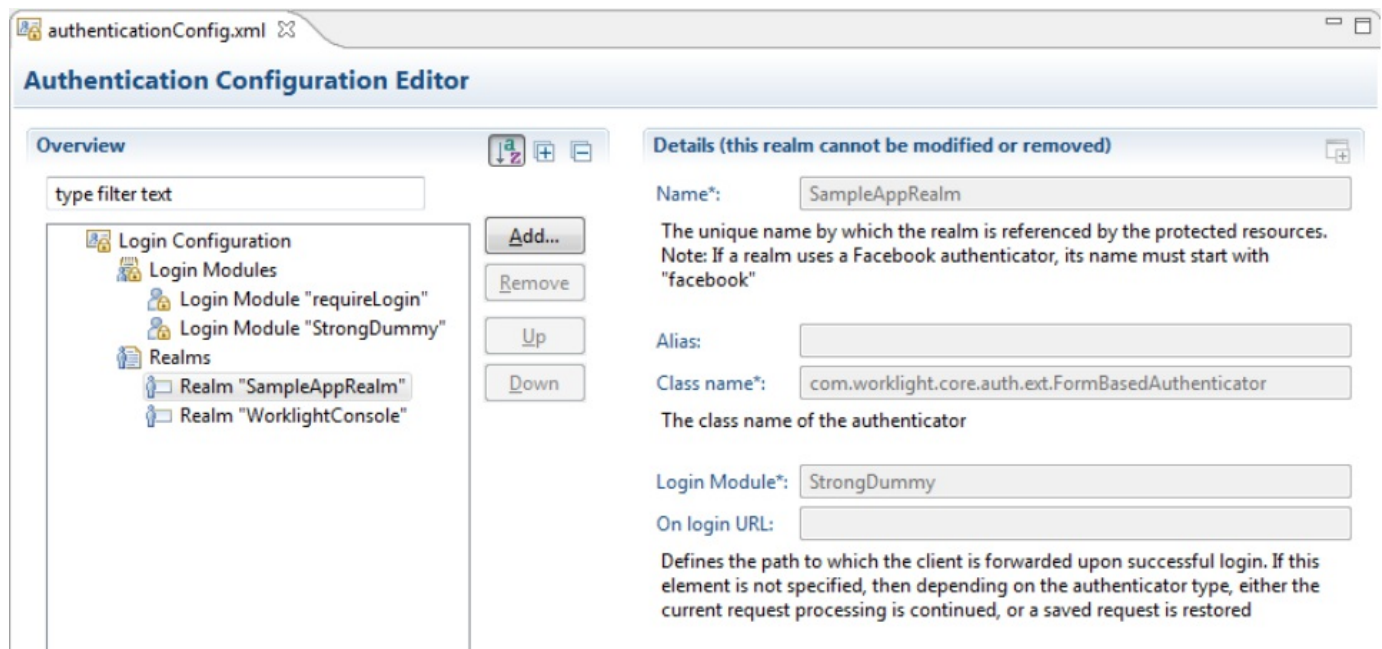 authenticationConfig.xml
Authentication Configuration Editor
Overview
type filter text
Login Configuration
Login Modules
Login Module "requireLogin"
Login Module "StrongDummy"
Realms
Realm "SampleAppRealm"
Realm "WorklightConsole"
Add...
Remove
Up
Down
Details (this realm cannot be modified or removed)
Name*: SampleAppRealm
The unique name by which the realm is referenced by the protected resources.
Note: If a realm uses a Facebook authenticator, its name must start with
"facebook"
Alias:
Class name*: com.worklight.core.auth.ext.FormBasedAuthenticator
The class name of the authenticator
Login Module*: StrongDummy
On login URL:
Defines the path to which the client is forwarded upon successful login. If this
element is not specified, then depending on the authenticator type, either the
current request processing is continued, or a saved request is restored